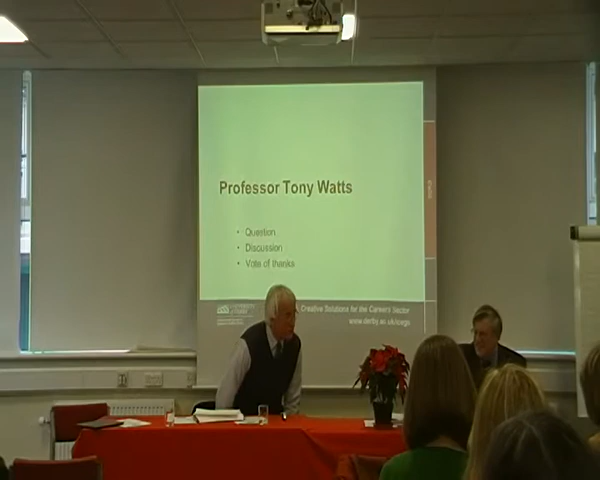 Professor Tony Watts
• Question
• Discussion
• Vote of thanks
Creative Solutions for the Careers Sector
www.derby.ac.uk/icegs